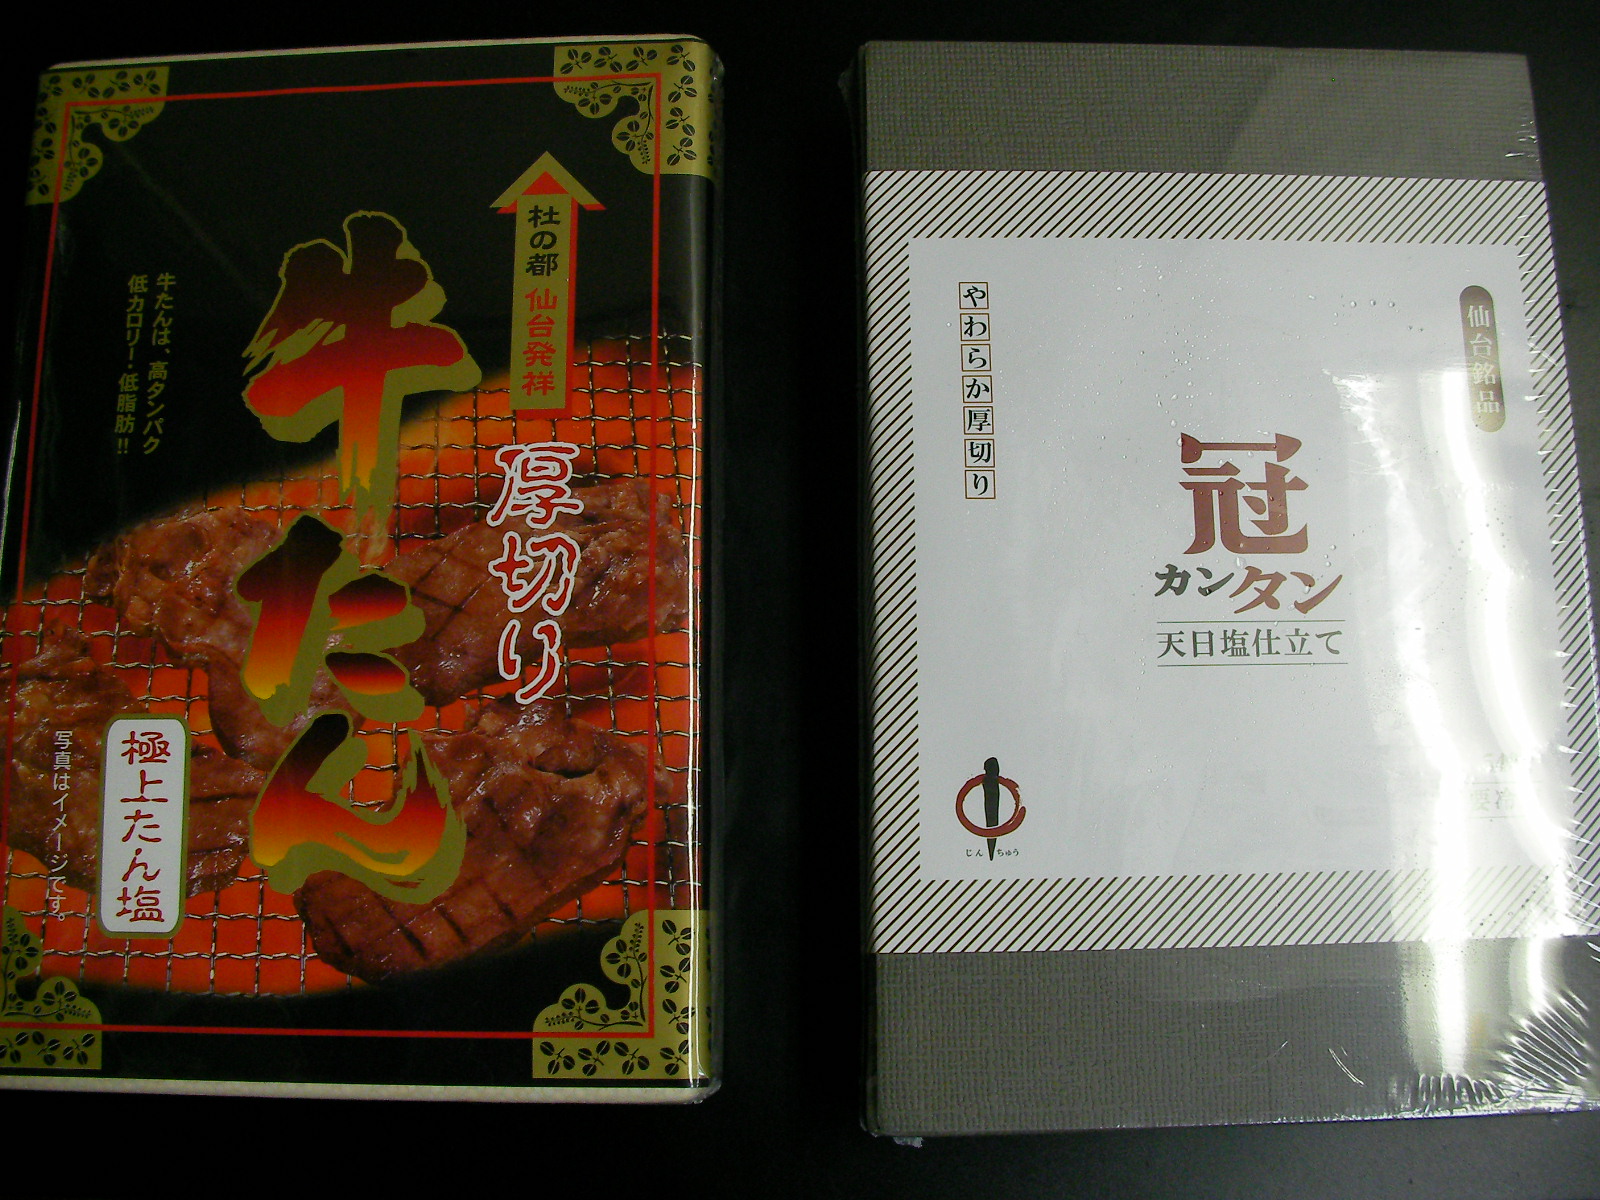 杜の都 仙台発祥
牛たん
厚切り
牛たんは、高タンパク
低カロリー・低脂肪!!
極上たん塩
写真はイメージです。
仙台銘品
やわらか厚切り
冠
カンタン
天日塩仕立て
じんちゅう